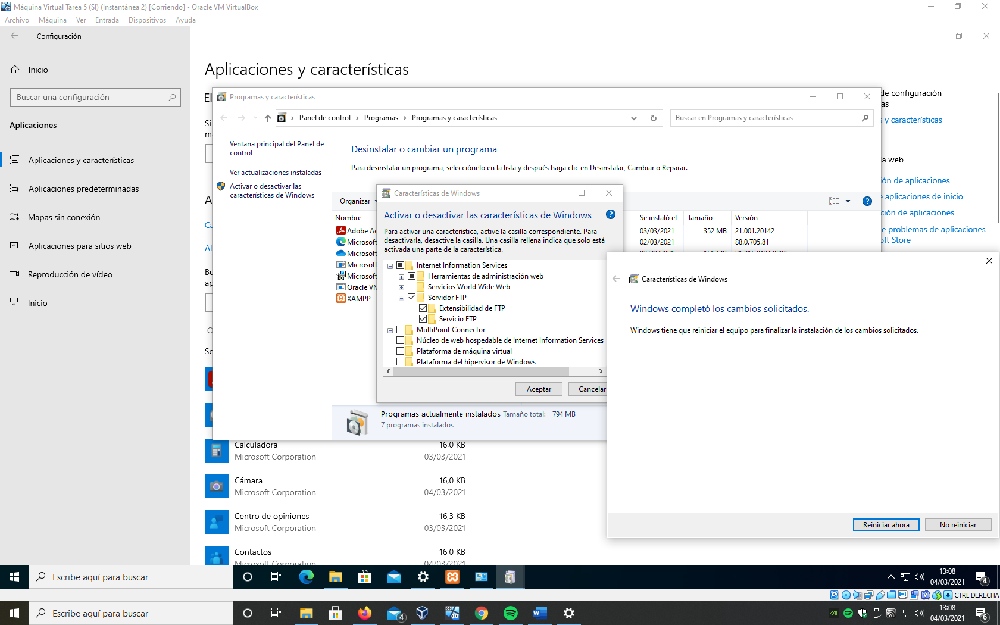 Máquina Virtual Tarea 5 (SI) (Instantánea 2) [Corriendo] - Oracle VM VirtualBox
Archivo Máquina Ver Entrada Dispositivos Ayuda
Configuración
Inicio
Buscar una configuración
Aplicaciones
Aplicaciones y características
Aplicaciones predeterminadas
Mapas sin conexión
Aplicaciones para sitios web
Reproducción de vídeo
Inicio
Aplicaciones y características
El
Si
m
A
Ca
Al
Bu
ap
Se
de configuración
as
s y características
la web
ión de aplicaciones
e aplicaciones de inicio
ción de aplicaciones
e problemas de aplicaciones
oft Store
Programas y características
Panel de control > Programas > Programas y características
Buscar en Programas y características
Ventana principal del Panel de control
Ver actualizaciones instaladas
Activar o desactivar las características de Windows
Desinstalar o cambiar un programa
Para desinstalar un programa, selecciónelo en la lista y después haga clic en Desinstalar, Cambiar o Reparar.
Organizar
Nombre Se instaló el Tamaño Versión
Adobe Ac 03/03/2021 352 MB 21.001.20142
Microsoft 02/03/2021 88.0.705.81
Microsoft
Microsoft
Microsoft
Oracle VM
XAMPP
Programas actualmente instalados Tamaño total: 794 MB
7 programas instalados
Características de Windows
Activar o desactivar las características de Windows
Para activar una característica, active la casilla correspondiente. Para
desactivarla, desactive la casilla. Una casilla rellena indica que solo está
activada una parte de la característica.
Internet Information Services
Herramientas de administración web
Servicios World Wide Web
Servidor FTP
Extensibilidad de FTP
Servicio FTP
MultiPoint Connector
Núcleo de web hospedable de Internet Information Services
Plataforma de máquina virtual
Plataforma del hipervisor de Windows
Aceptar Cancelar
Características de Windows
Windows completó los cambios solicitados.
Windows tiene que reiniciar el equipo para finalizar la instalación de los cambios solicitados.
Reiniciar ahora No reiniciar
Calculadora 16,0 KB
Microsoft Corporation 03/03/2021
Cámara 16,0 KB
Microsoft Corporation 04/03/2021
Centro de opiniones 16,3 KB
Microsoft Corporation 03/03/2021
Contactos 16,0 KB
Microsoft Corporation 04/03/2021
Escribe aquí para buscar
13:08
04/03/2021
4
CTRL DERECHA
Escribe aquí para buscar
4
13:08
04/03/2021
6